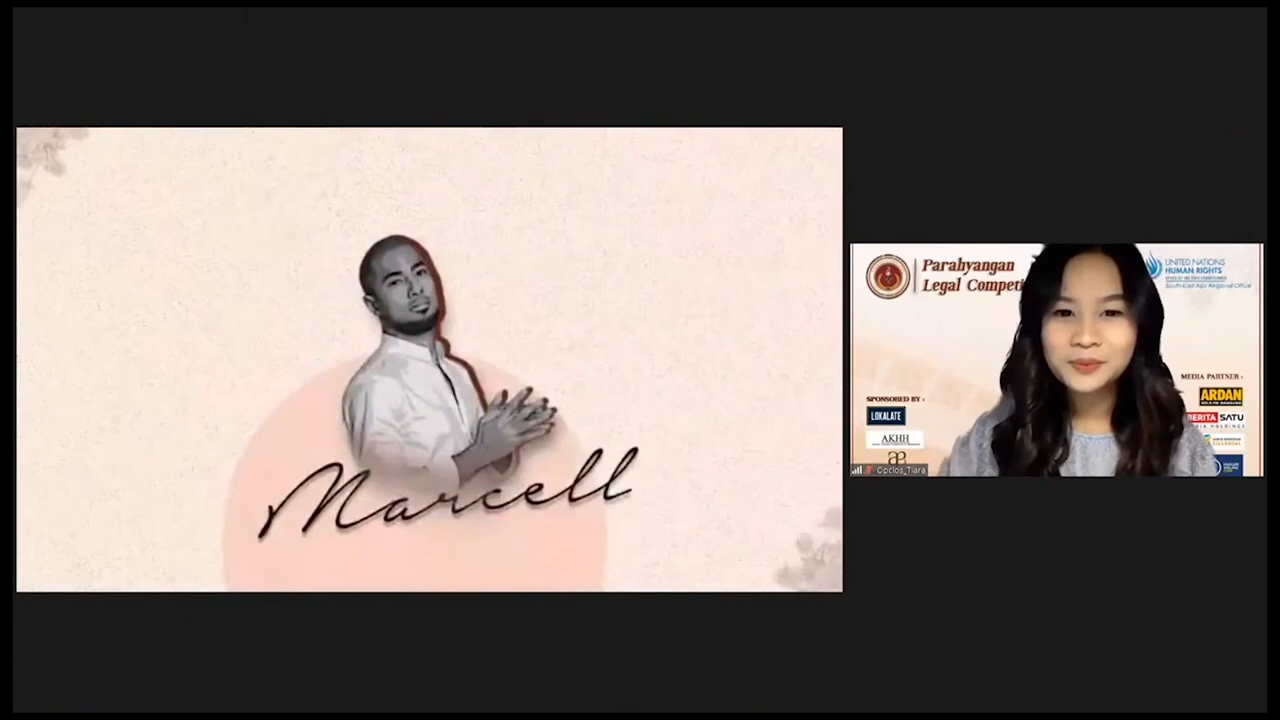 Marcell
Parahyangan
Legal Competi
UNITED NATIONS
HUMAN RIGHTS
South-East Asia Regional Office
MEDIA PARTNER :
ARDAN
SPONSORED BY :
LOKALATE
BERITA SATU
AKHH
ae
Opclos_Tiara